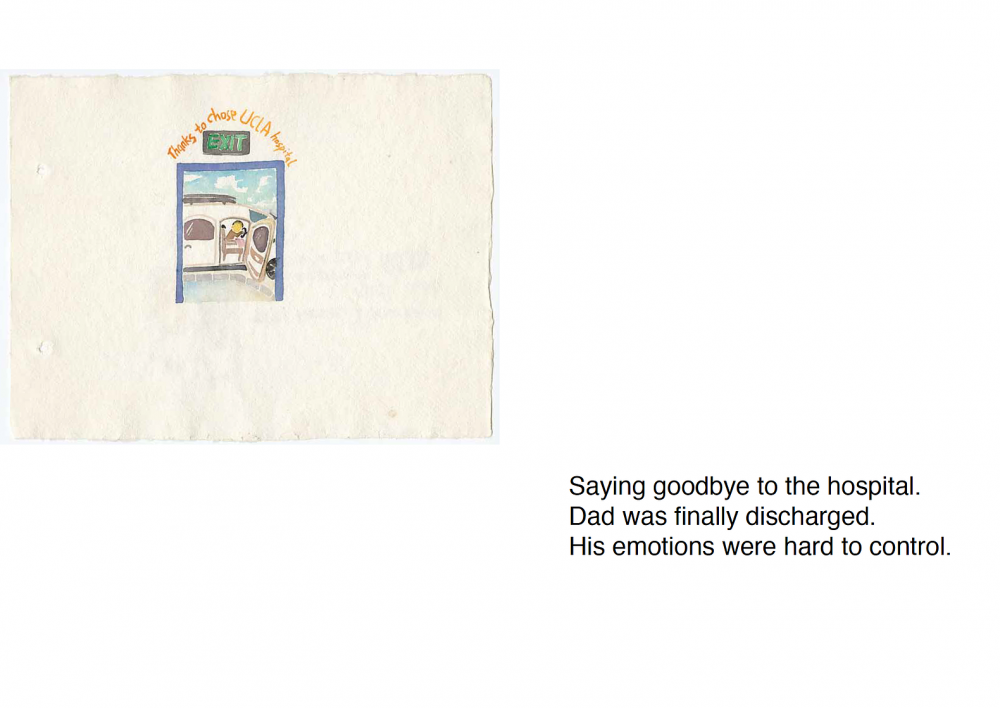 Thanks to chose UCLA hospital
EXIT
Saying goodbye to the hospital.
Dad was finally discharged.
His emotions were hard to control.